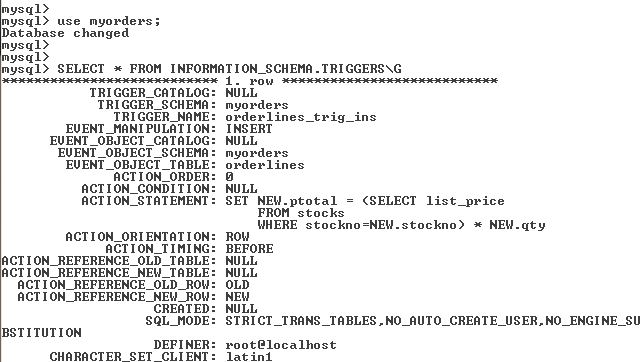 mysql>
mysql> use myorders;
Database changed
mysql>
mysql>
mysql> SELECT * FROM INFORMATION_SCHEMA.TRIGGERS\G
*************************** 1. row ***************************
TRIGGER_CATALOG: NULL
TRIGGER_SCHEMA: myorders
TRIGGER_NAME: orderlines_trig_ins
EVENT_MANIPULATION: INSERT
EVENT_OBJECT_CATALOG: NULL
EVENT_OBJECT_SCHEMA: myorders
EVENT_OBJECT_TABLE: orderlines
ACTION_ORDER: 0
ACTION_CONDITION: NULL
ACTION_STATEMENT: SET NEW.ptotal = (SELECT list_price
FROM stocks
WHERE stockno=NEW.stockno) * NEW.qty
ACTION_ORIENTATION: ROW
ACTION_TIMING: BEFORE
ACTION_REFERENCE_OLD_TABLE: NULL
ACTION_REFERENCE_NEW_TABLE: NULL
ACTION_REFERENCE_OLD_ROW: OLD
ACTION_REFERENCE_NEW_ROW: NEW
CREATED: NULL
SQL_MODE: STRICT_TRANS_TABLES,NO_AUTO_CREATE_USER,NO_ENGINE_SU
BSTITUTION
DEFINER: root@localhost
CHARACTER_SET_CLIENT: latin1